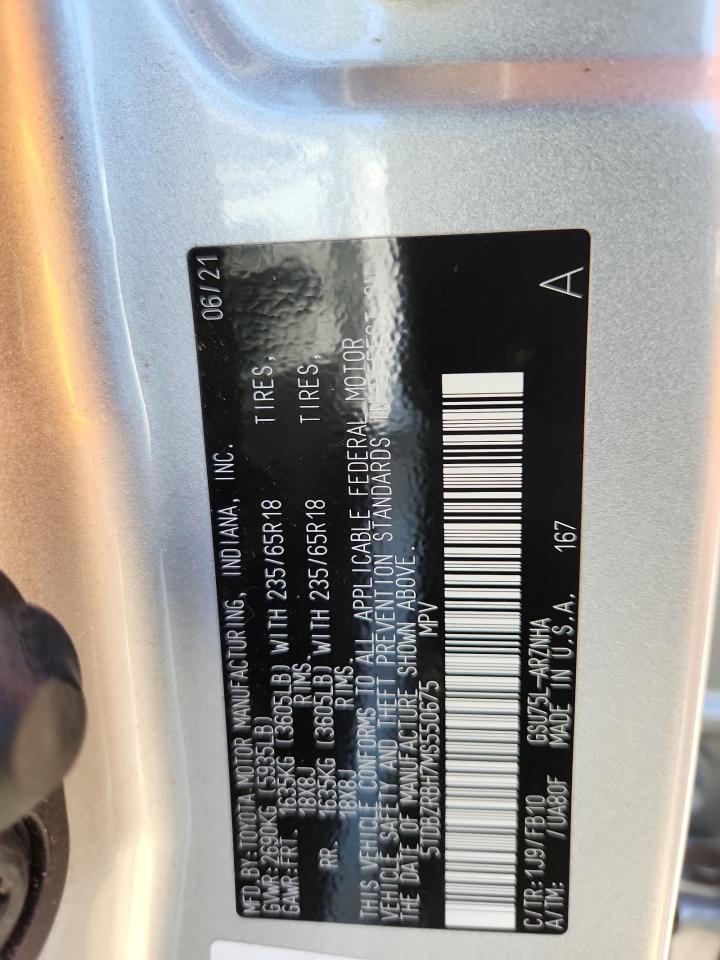 MFD.BY:TOYOTA MOTOR MANUFACTURING, INDIANA, INC. 06/21
GVWR:2690KG (5935LB)
GAWR:FRT. 1635KG (3605LB) WITH 235/65R18 TIRES,
18X8J RIMS.
RR. 1635KG (3605LB) WITH 235/65R18 TIRES,
18X8J RIMS.
THIS VEHICLE CONFORMS TO ALL APPLICABLE FEDERAL MOTOR
VEHICLE SAFETY AND THEFT PREVENTION STANDARDS IN EFFECT ON
THE DATE OF MANUFACTURE SHOWN ABOVE.
5TDBZRBH7MS550675 MPV
C/TR:1J9/FB10 GSU75L-ARZNHA
A/TM: /UA80F MADE IN U.S.A. 167 A